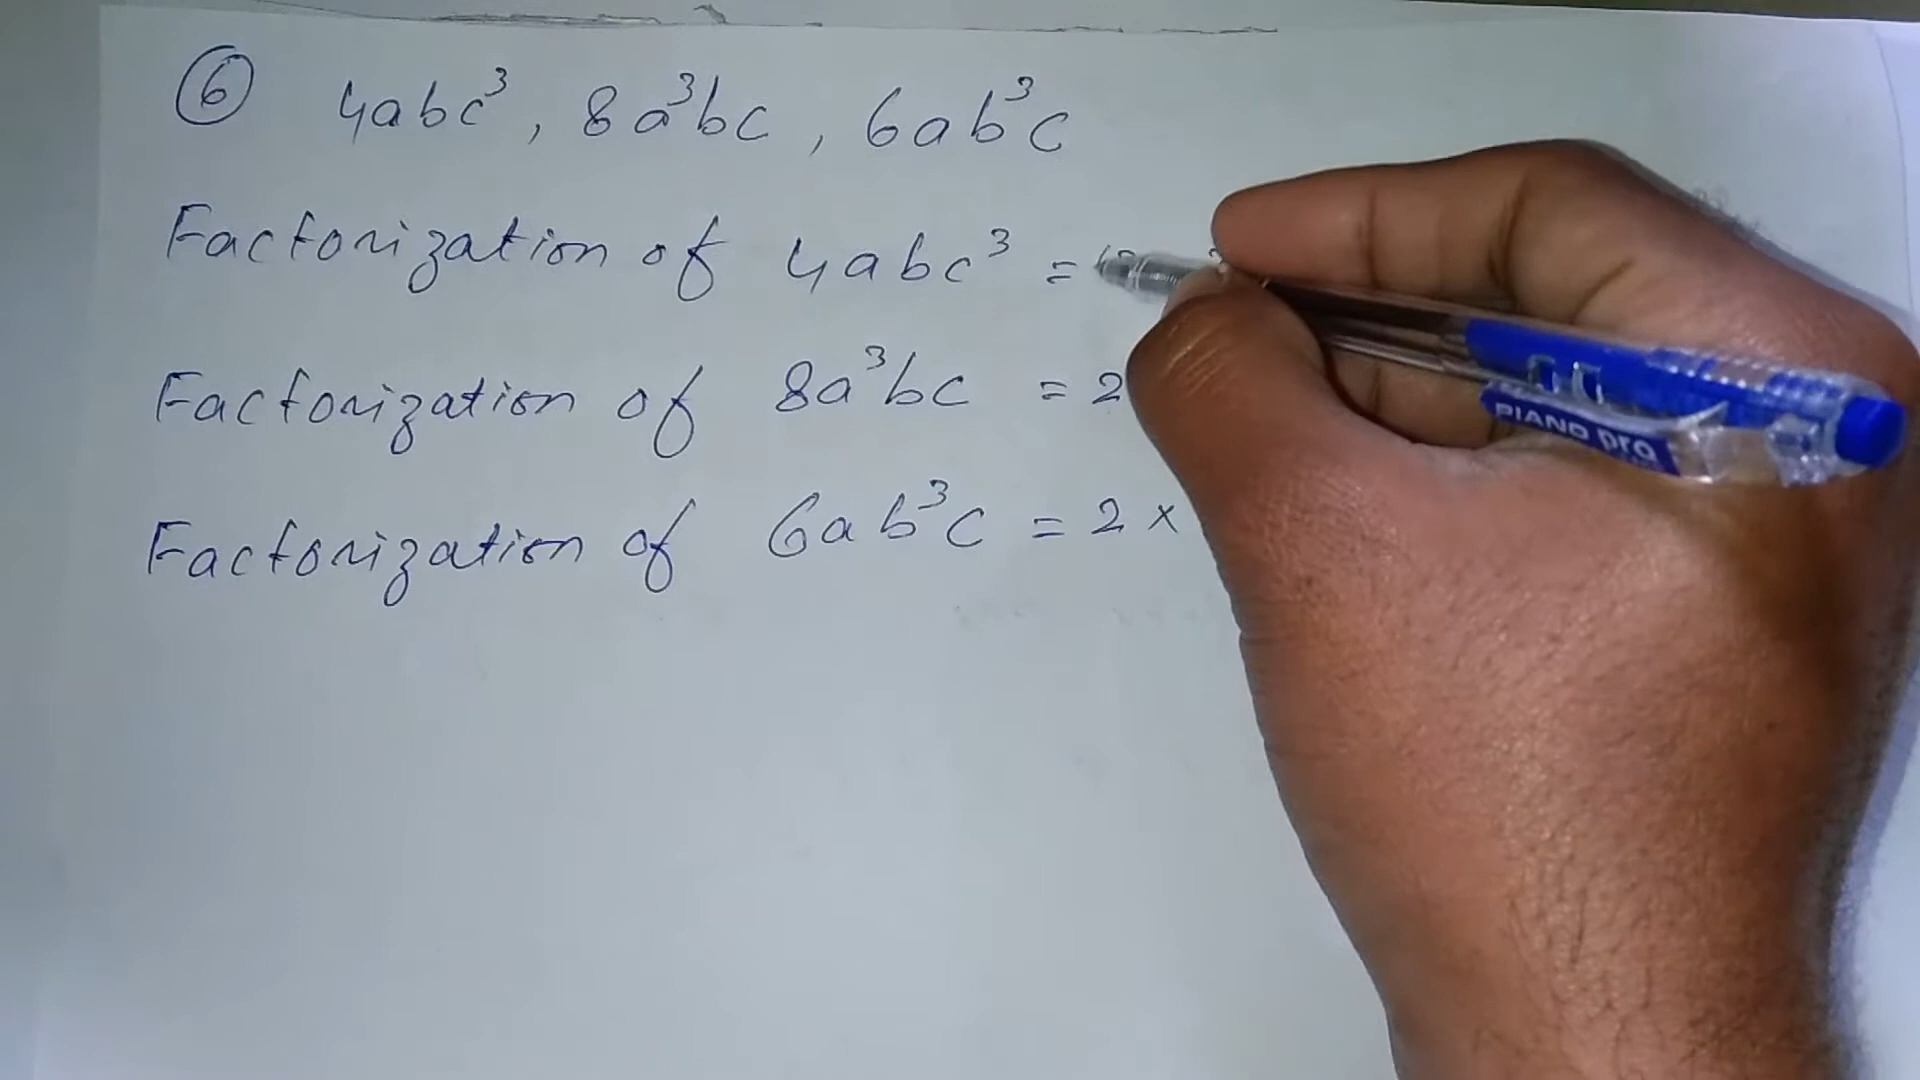 6 4abc³, 8a³bc, 6ab³c
Factorization of 4abc³ =
Factorization of 8a³bc = 2
Factorization of 6ab³c = 2 ×
PIANO pro